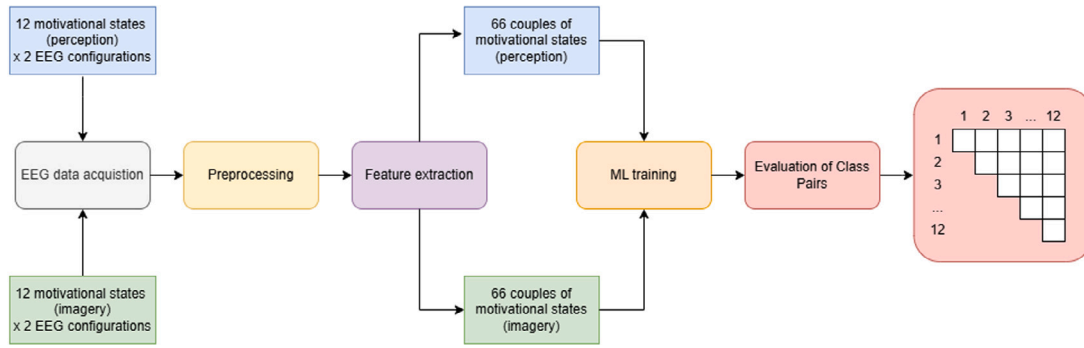 12 motivational states
(perception)
x 2 EEG configurations
66 couples of
motivational states
(perception)
EEG data acquistion
Preprocessing
Feature extraction
ML training
Evaluation of Class
Pairs
1 2 3 ... 12
1
2
3
...
12
12 motivational states
(imagery)
x 2 EEG configurations
66 couples of
motivational states
(imagery)